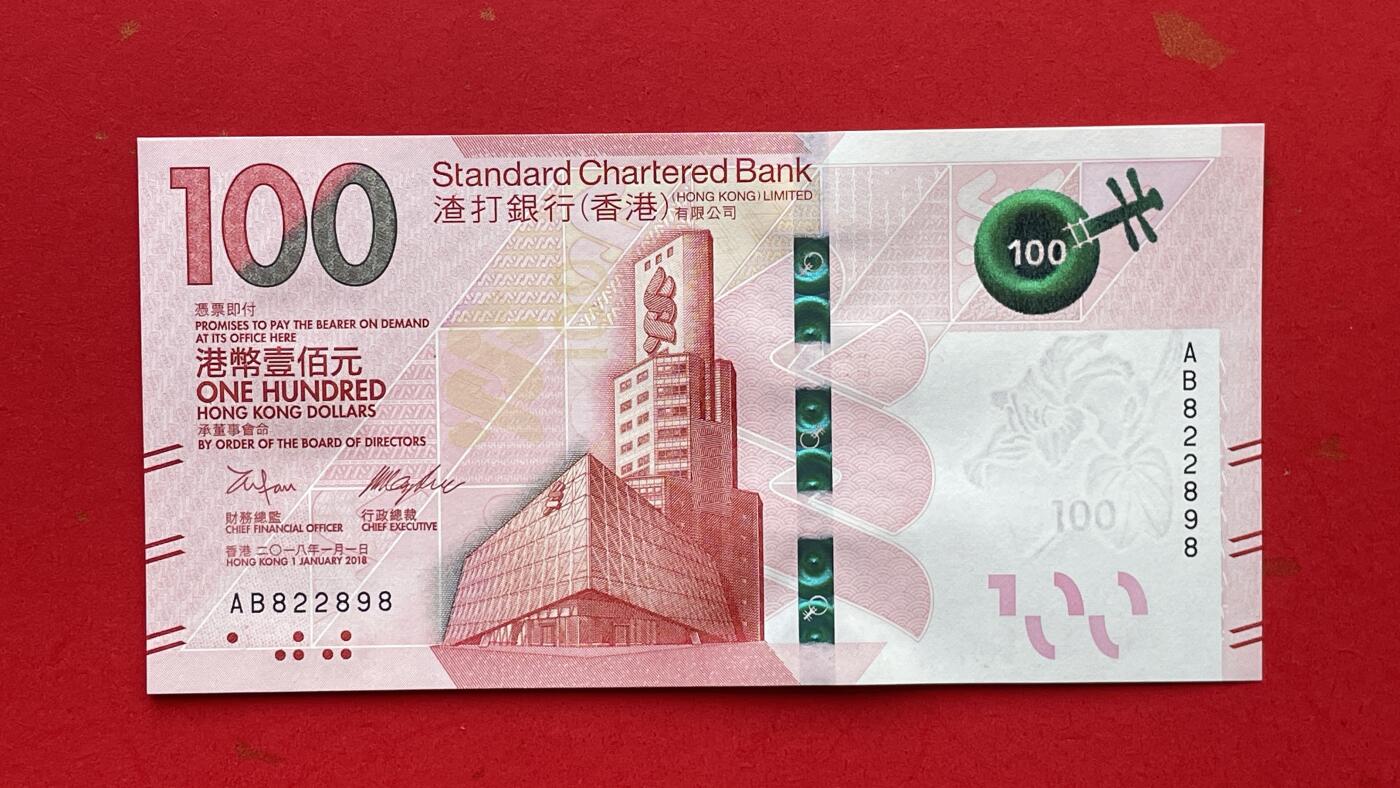 100
Standard Chartered Bank
渣打銀行(香港)(HONG KONG) LIMITED
有限公司
憑票即付
PROMISES TO PAY THE BEARER ON DEMAND
AT ITS OFFICE HERE
港幣壹佰元
ONE HUNDRED
HONG KONG DOLLARS
承董事會命
BY ORDER OF THE BOARD OF DIRECTORS
財務總監
CHIEF FINANCIAL OFFICER
行政總裁
CHIEF EXECUTIVE
香港 二〇一八年一月一日
HONG KONG 1 JANUARY 2018
AB822898
100
AB822898
100